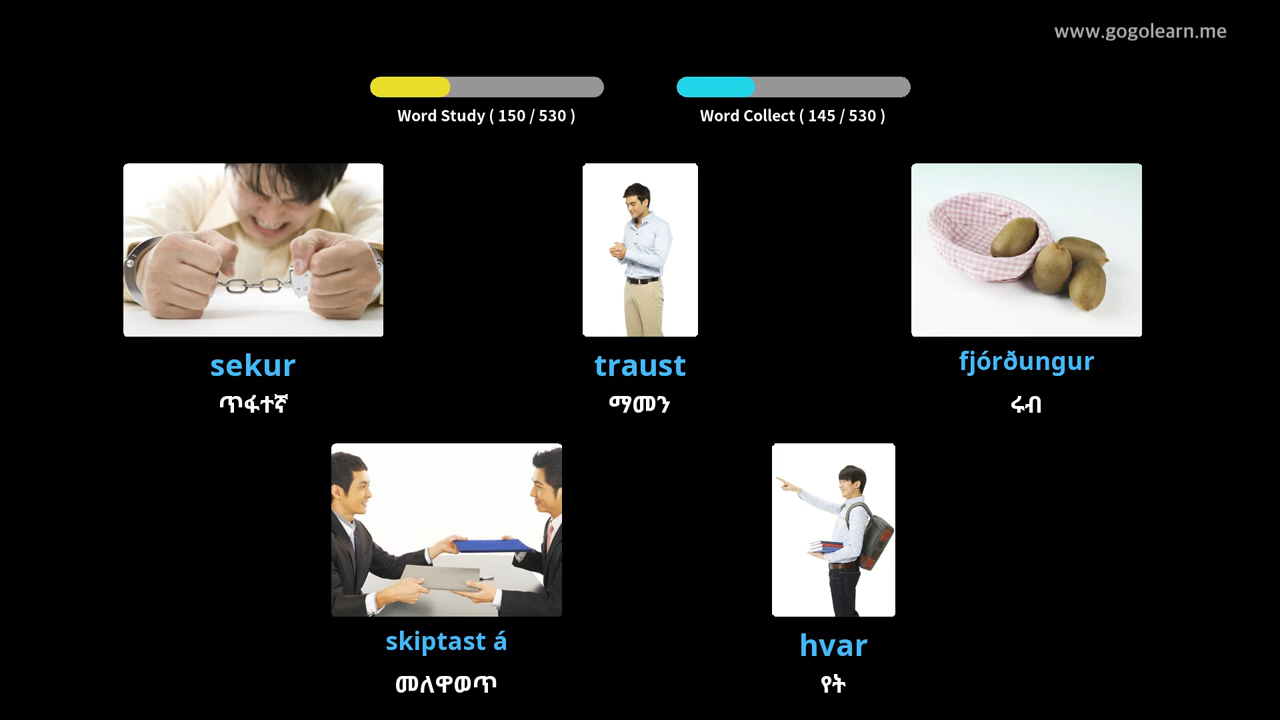 www.gogolearn.me
Word Study ( 150 / 530 )
Word Collect ( 145 / 530 )
sekur
ጥፋተኛ
traust
ማመን
fjórðungur
ሩብ
skiptast á
መለዋወጥ
hvar
የት